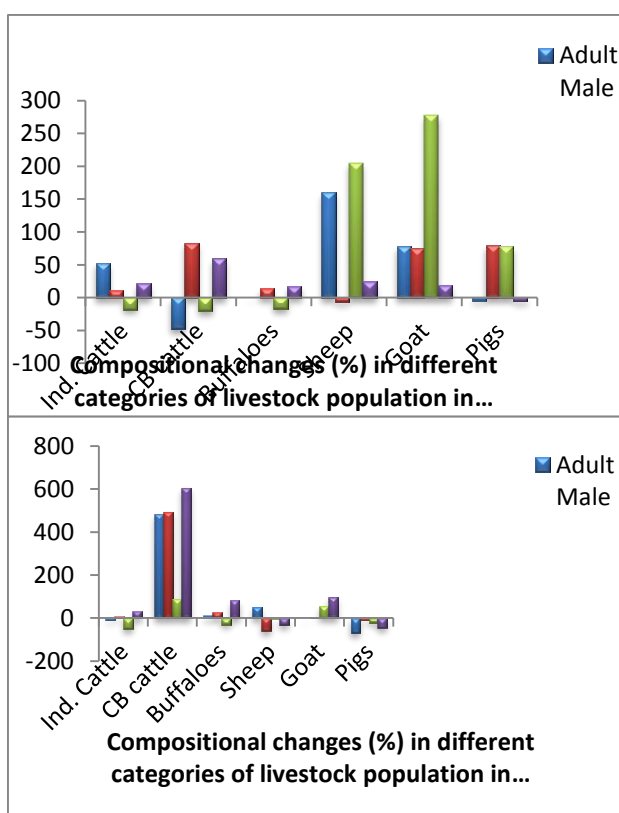 Adult
Male
300
250
200
150
100
50
0
-50
-100
Ind. Cattle
CB cattle
Buffaloes
Sheep
Goat
Pigs
Compositional changes (%) in different
categories of livestock population in…
800
Adult
Male
600
400
200
0
-200
Ind. Cattle
CB cattle
Buffaloes
Sheep
Goat
Pigs
Compositional changes (%) in different
categories of livestock population in…